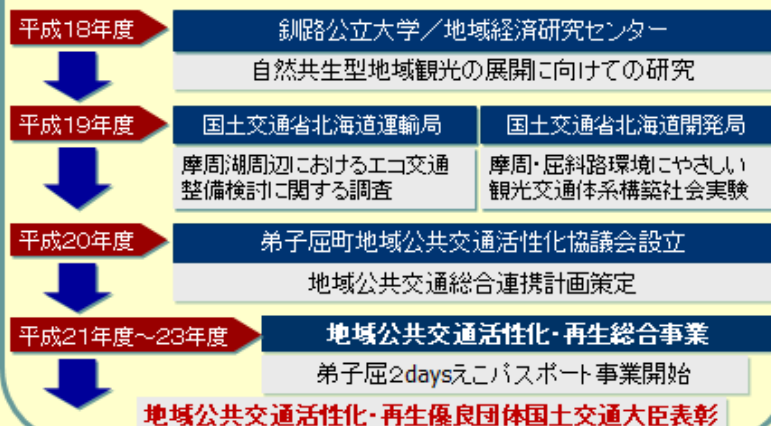 平成18年度
釧路公立大学／地域経済研究センター
自然共生型地域観光の展開に向けての研究
平成19年度
国土交通省北海道運輸局
国土交通省北海道開発局
摩周湖周辺におけるエコ交通
整備検討に関する調査
摩周・屈斜路環境にやさしい
観光交通体系構築社会実験
平成20年度
弟子屈町地域公共交通活性化協議会設立
地域公共交通総合連携計画策定
平成21年度～23年度
地域公共交通活性化・再生総合事業
弟子屈2daysえこパスポート事業開始
地域公共交通活性化・再生優良団体国土交通大臣表彰